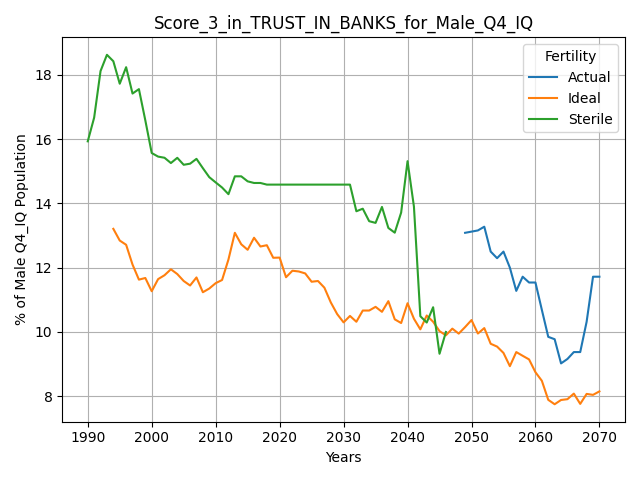 Score_3_in_TRUST_IN_BANKS_for_Male_Q4_IQ
Fertility
Actual
Ideal
Sterile
% of Male Q4_IQ Population
18
16
14
12
10
8
1990 2000 2010 2020 2030 2040 2050 2060 2070
Years